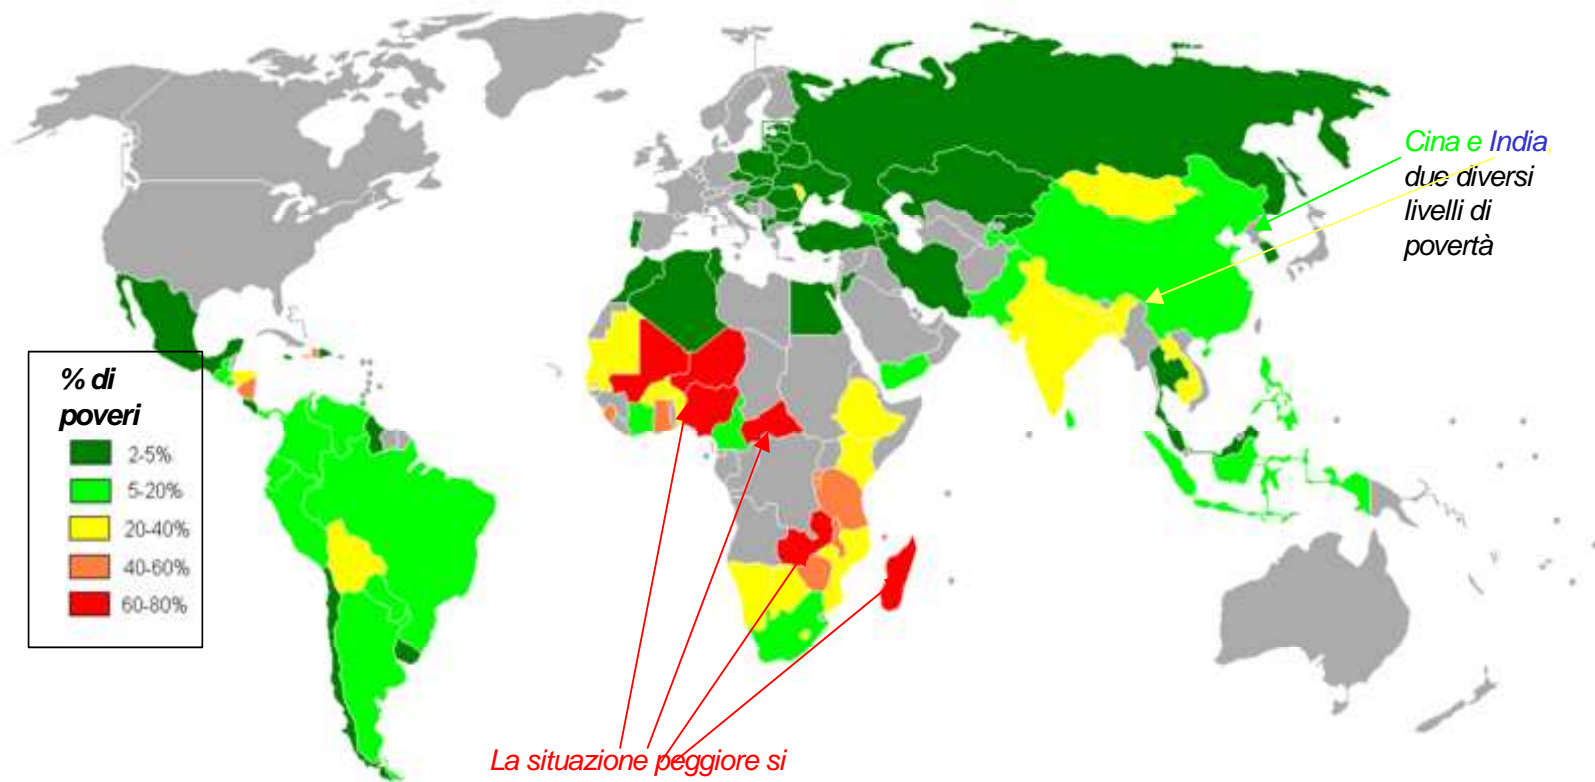 Cina e India,
due diversi
livelli di
povertà
% di
poveri
2-5%
5-20%
20-40%
40-60%
60-80%
La situazione peggiore si